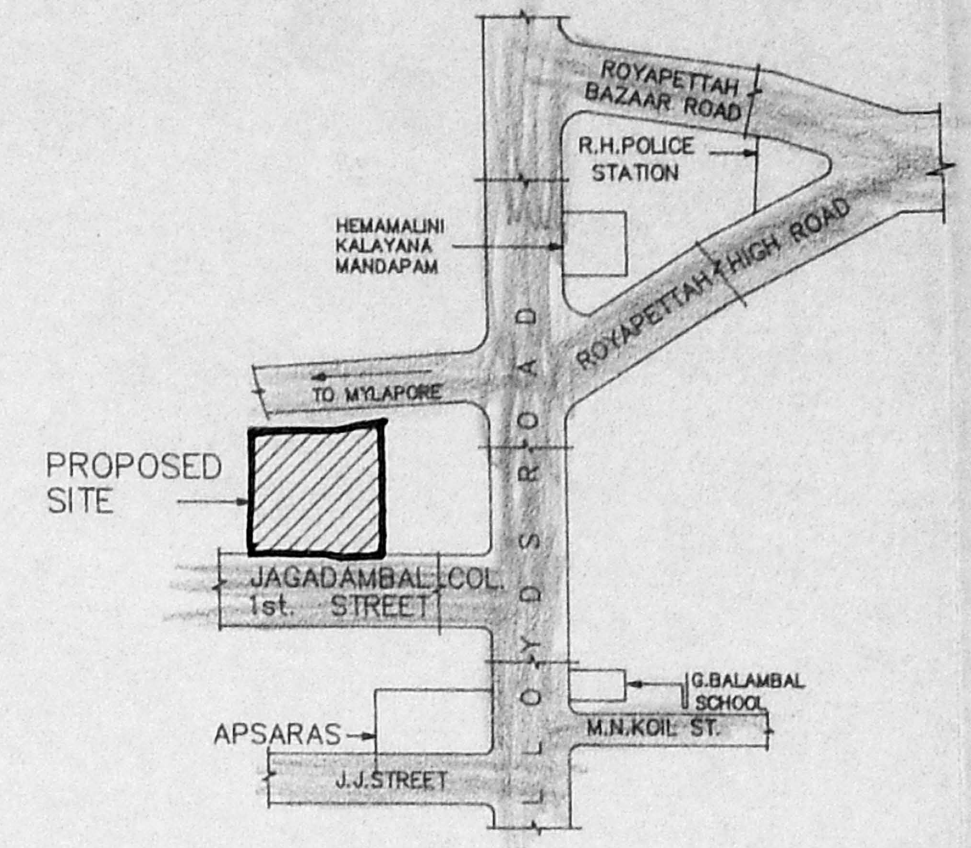 ROYAPETTAH
BAZAAR ROAD
R.H.POLICE
STATION
HEMAMALINI
KALAYANA
MANDAPAM
ROYAPETTAH HIGH ROAD
TO MYLAPORE
PROPOSED
SITE
LLOYDS ROAD
JAGADAMBAL COL.
1st. STREET
G.BALAMBAL
SCHOOL
M.N.KOIL ST.
APSARAS
J.J.STREET